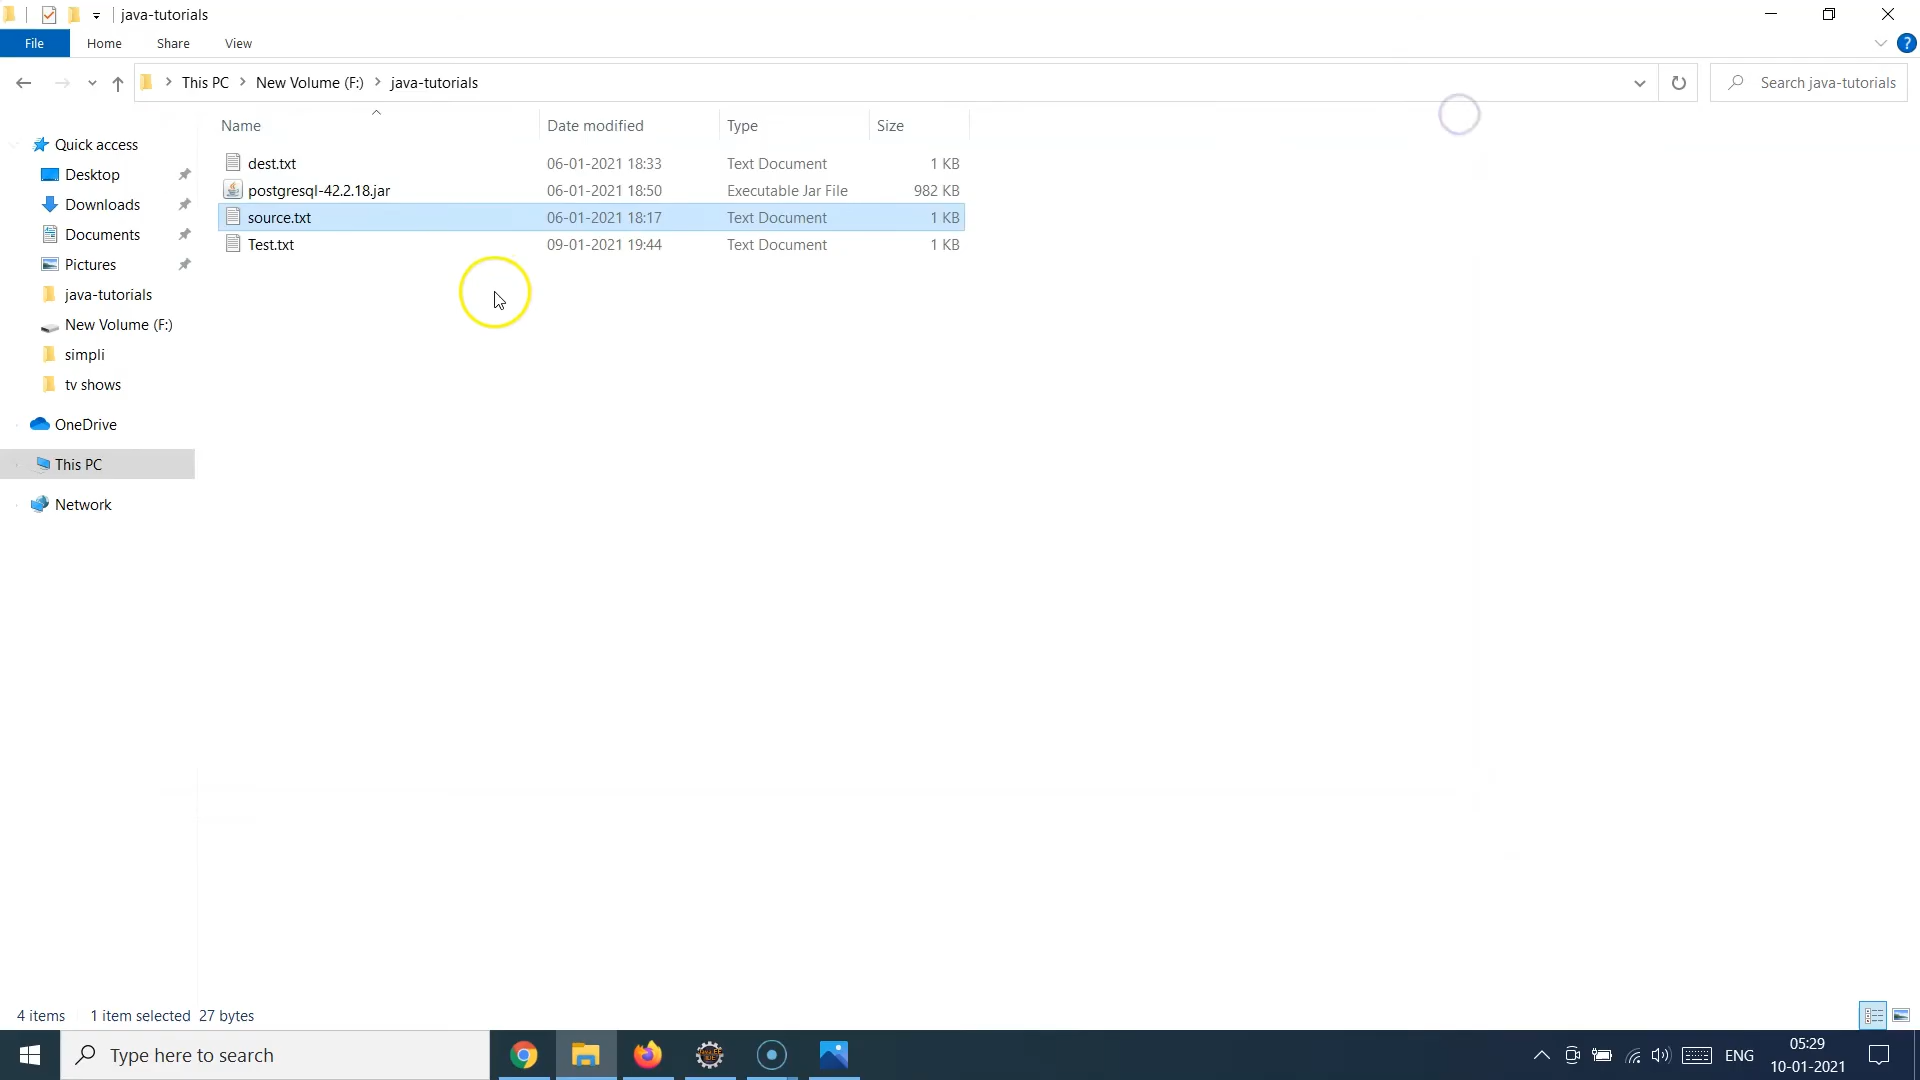 java-tutorials
File Home Share View ?
This PC New Volume (F:) java-tutorials Search java-tutorials
Name Date modified Type Size
Quick access
Desktop
Downloads
Documents
Pictures
java-tutorials
New Volume (F:)
simpli
tv shows
OneDrive
This PC
Network
dest.txt 06-01-2021 18:33 Text Document 1 KB
postgresql-42.2.18.jar 06-01-2021 18:50 Executable Jar File 982 KB
source.txt 06-01-2021 18:17 Text Document 1 KB
Test.txt 09-01-2021 19:44 Text Document 1 KB
4 items 1 item selected 27 bytes
Type here to search
ENG
05:29
10-01-2021